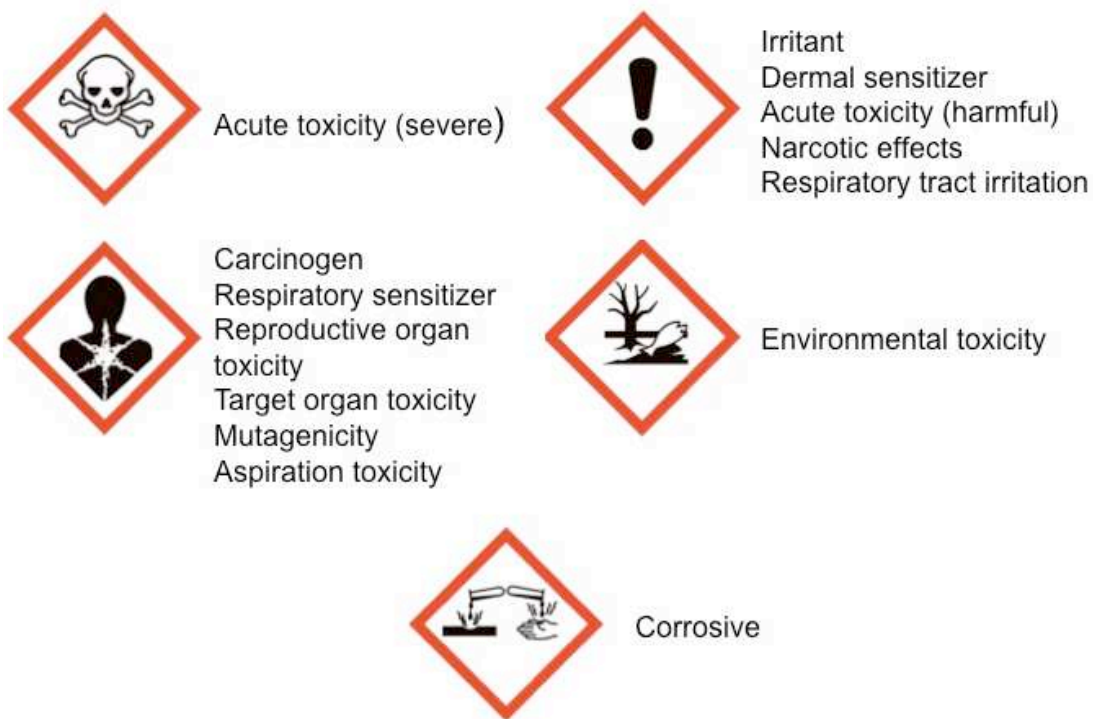 Acute toxicity (severe)
Irritant
Dermal sensitizer
Acute toxicity (harmful)
Narcotic effects
Respiratory tract irritation
Carcinogen
Respiratory sensitizer
Reproductive organ
toxicity
Target organ toxicity
Mutagenicity
Aspiration toxicity
Environmental toxicity
Corrosive